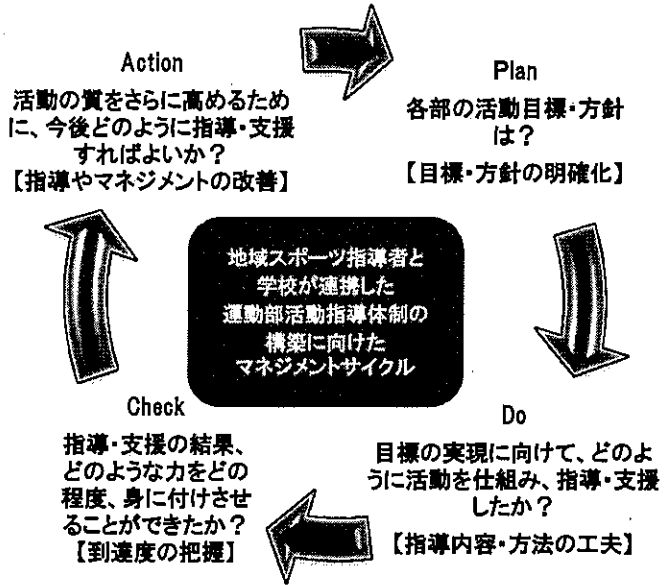 Action
活動の質をさらに高めるため
に、今後どのように指導・支援
すればよいか？
【指導やマネジメントの改善】
Plan
各部の活動目標・方針
は？
【目標・方針の明確化】
地域スポーツ指導者と
学校が連携した
運動部活動指導体制の
構築に向けた
マネジメントサイクル
Do
目標の実現に向けて、どのよ
うに活動を仕組み、指導・支援
したか？
【指導内容・方法の工夫】
Check
指導・支援の結果、
どのような力をどの
程度、身に付けさせ
ることができたか？
【到達度の把握】